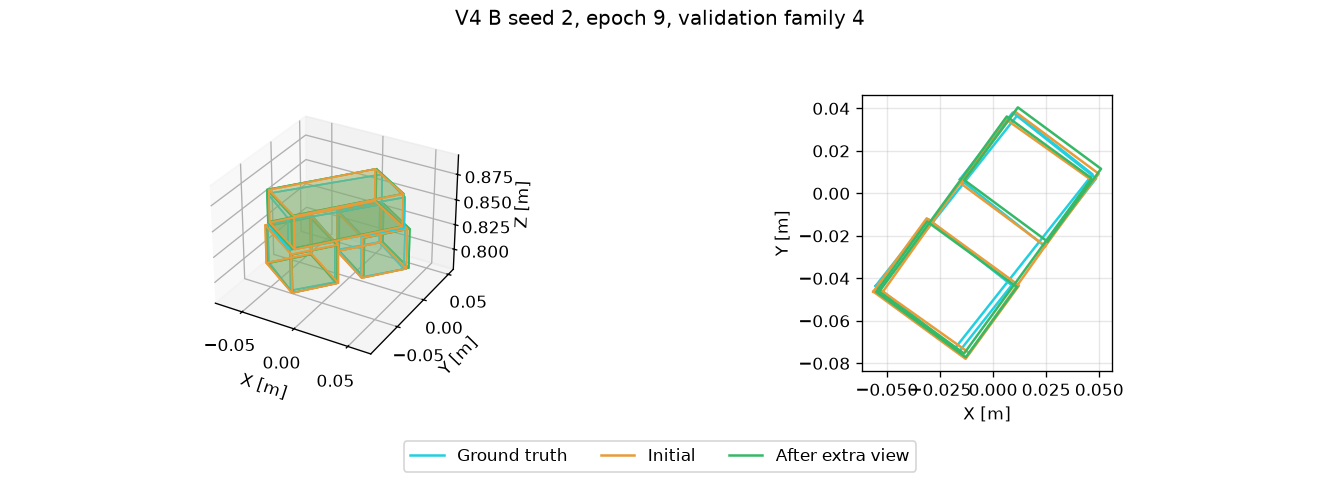 V4 B seed 2, epoch 9, validation family 4
0.875
0.850
0.825
0.800
Z [m]
0.05
0.00
−0.05
Y [m]
−0.05
0.00
0.05
X [m]
0.04
0.02
0.00
−0.02
−0.04
−0.06
−0.08
Y [m]
−0.050 −0.025 0.000 0.025 0.050
X [m]
Ground truth Initial After extra view